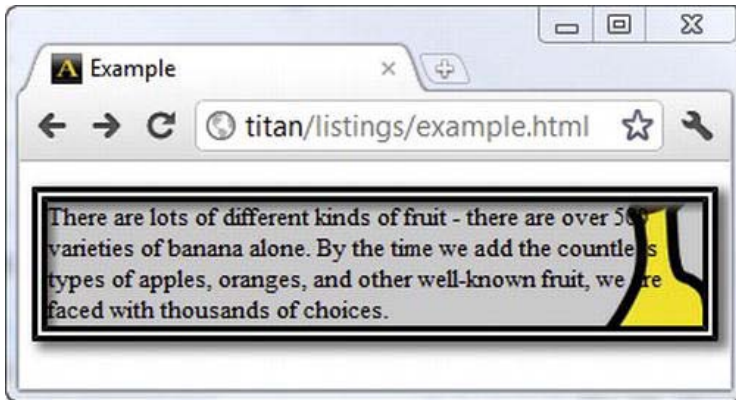 A Example
titan/listings/example.html
There are lots of different kinds of fruit - there are over 500
varieties of banana alone. By the time we add the countless
types of apples, oranges, and other well-known fruit, we are
faced with thousands of choices.